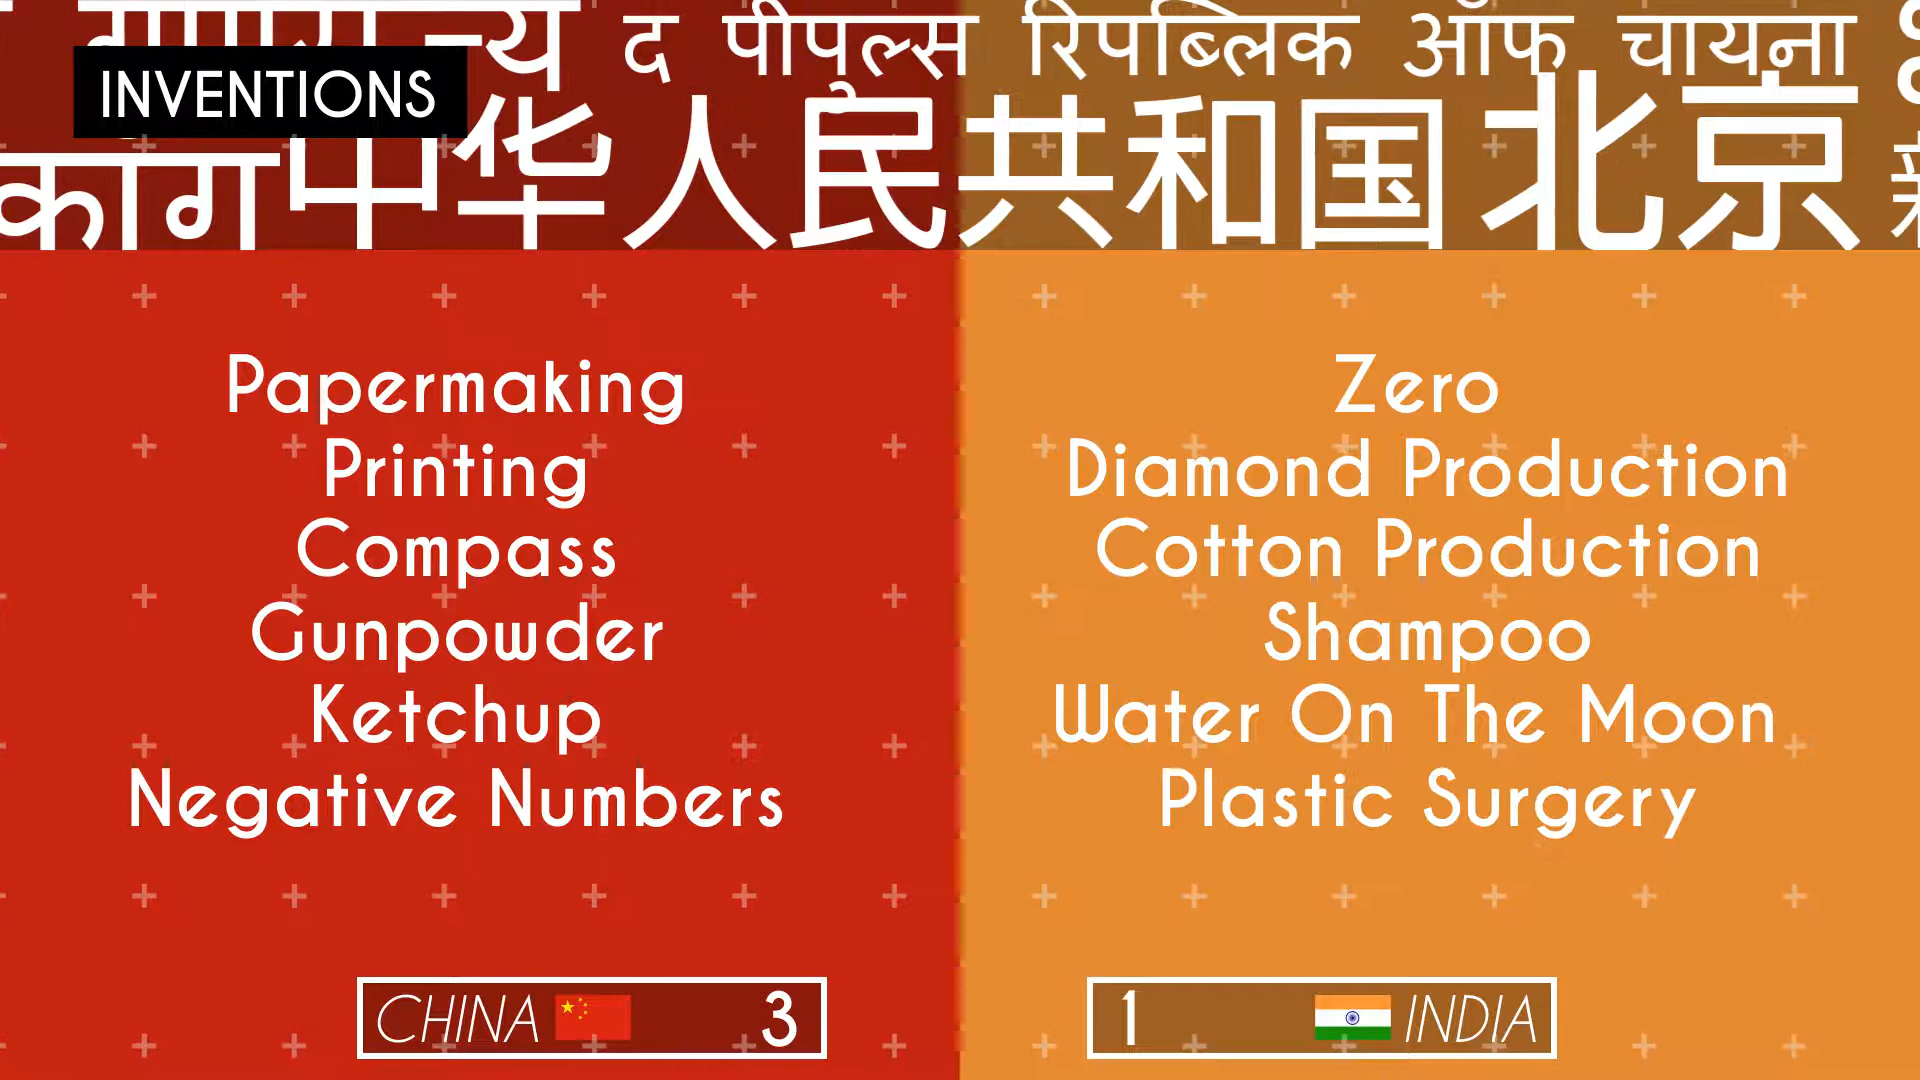 द पीपुल्स रिपब्लिक ऑफ चायना
INVENTIONS
中华人民共和国 北京
Papermaking
Printing
Compass
Gunpowder
Ketchup
Negative Numbers
Zero
Diamond Production
Cotton Production
Shampoo
Water On The Moon
Plastic Surgery
CHINA 3
1 INDIA